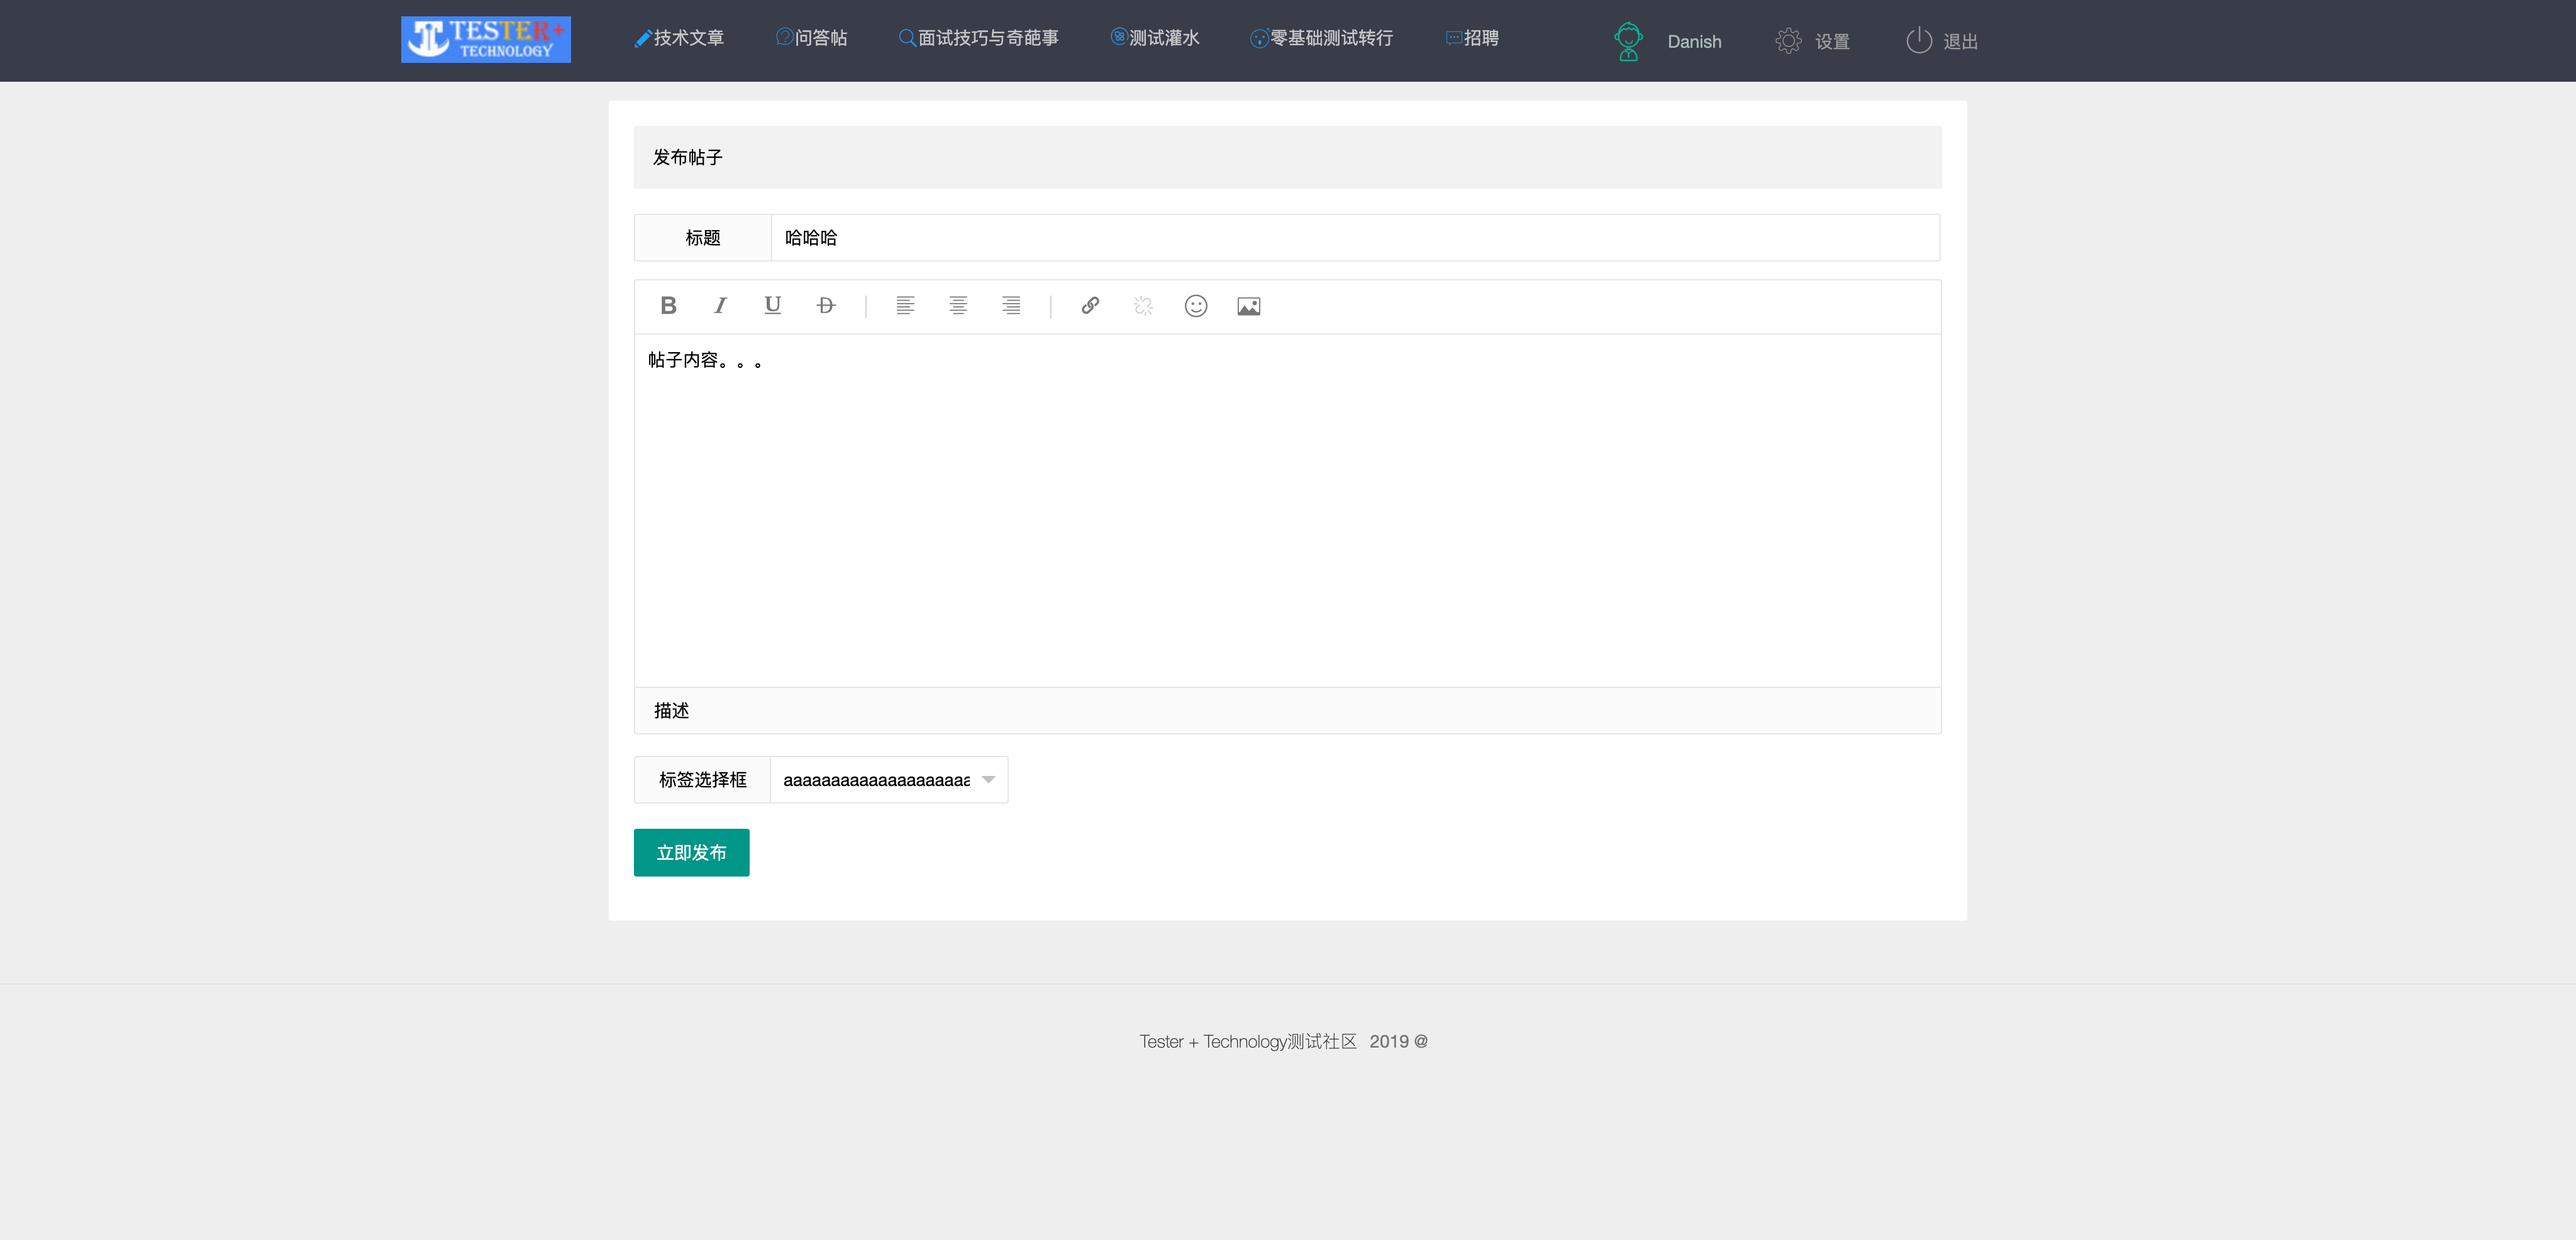 TESTER+
TECHNOLOGY
技术文章 问答帖 面试技巧与奇葩事 测试灌水 零基础测试转行 招聘 Danish 设置 退出
发布帖子
标题 哈哈哈
帖子内容。。。
描述
标签选择框 aaaaaaaaaaaaaaaaaaaa
立即发布
Tester + Technology测试社区 2019 @